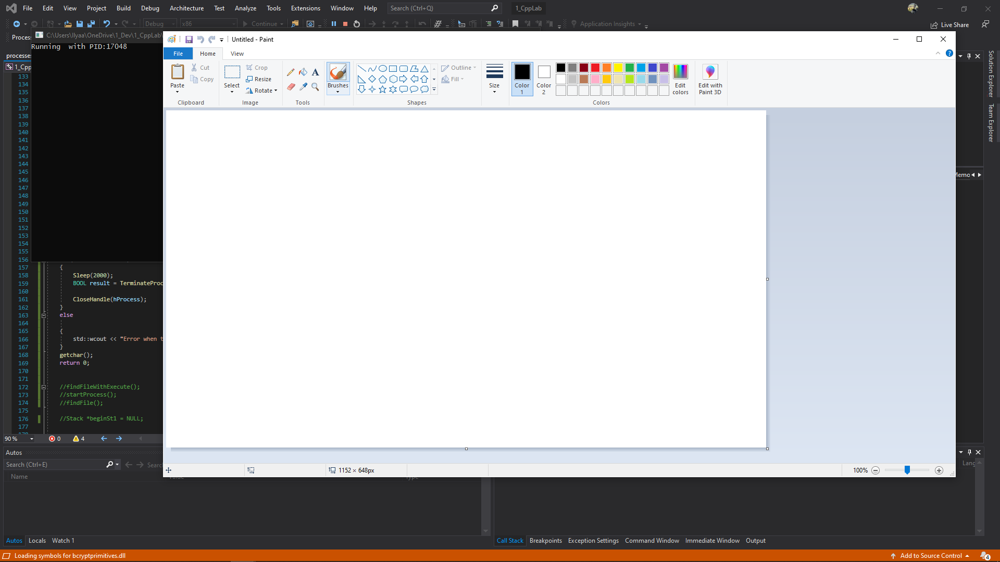 File Edit View Project Build Debug Architecture Test Analyze Tools Extensions Window Help Search (Ctrl+Q) 1_CppLab
Debug x86 Continue Application Insights Live Share
Proces
C:\Users\Ilyaa\OneDrive\1_Dev\1_CppLab\
Untitled - Paint
Running  with PID:17048
File Home View
processes
1_Cpp
Paste Cut Copy Select Crop Resize Rotate Brushes Outline Fill Size Color 1 Color 2 Edit colors Edit with Paint 3D
Clipboard Image Tools Shapes Colors
Solution Explorer
Team Explorer
Memo
133
134
135
136
137
138
139
140
141
142
143
144
145
146
147
148
149
150
151
152
153
154
155
156
157 {
158 Sleep(2000);
159 BOOL result = TerminateProc
160
161 CloseHandle(hProcess);
162 }
163 else
164
165 {
166 std::wcout << "Error when t
167 }
168 getchar();
169 return 0;
170
171
172 //findFileWithExecute();
173 //startProcess();
174 //findFile();
175
176 //Stack *beginSt1 = NULL;
177
178
90 % 0 4
Autos
Search (Ctrl+E) Searc
Lang
1152 × 648px 100%
Name Value Type
Autos Locals Watch 1
Call Stack Breakpoints Exception Settings Command Window Immediate Window Output
Loading symbols for bcryptprimitives.dll Add to Source Control 4